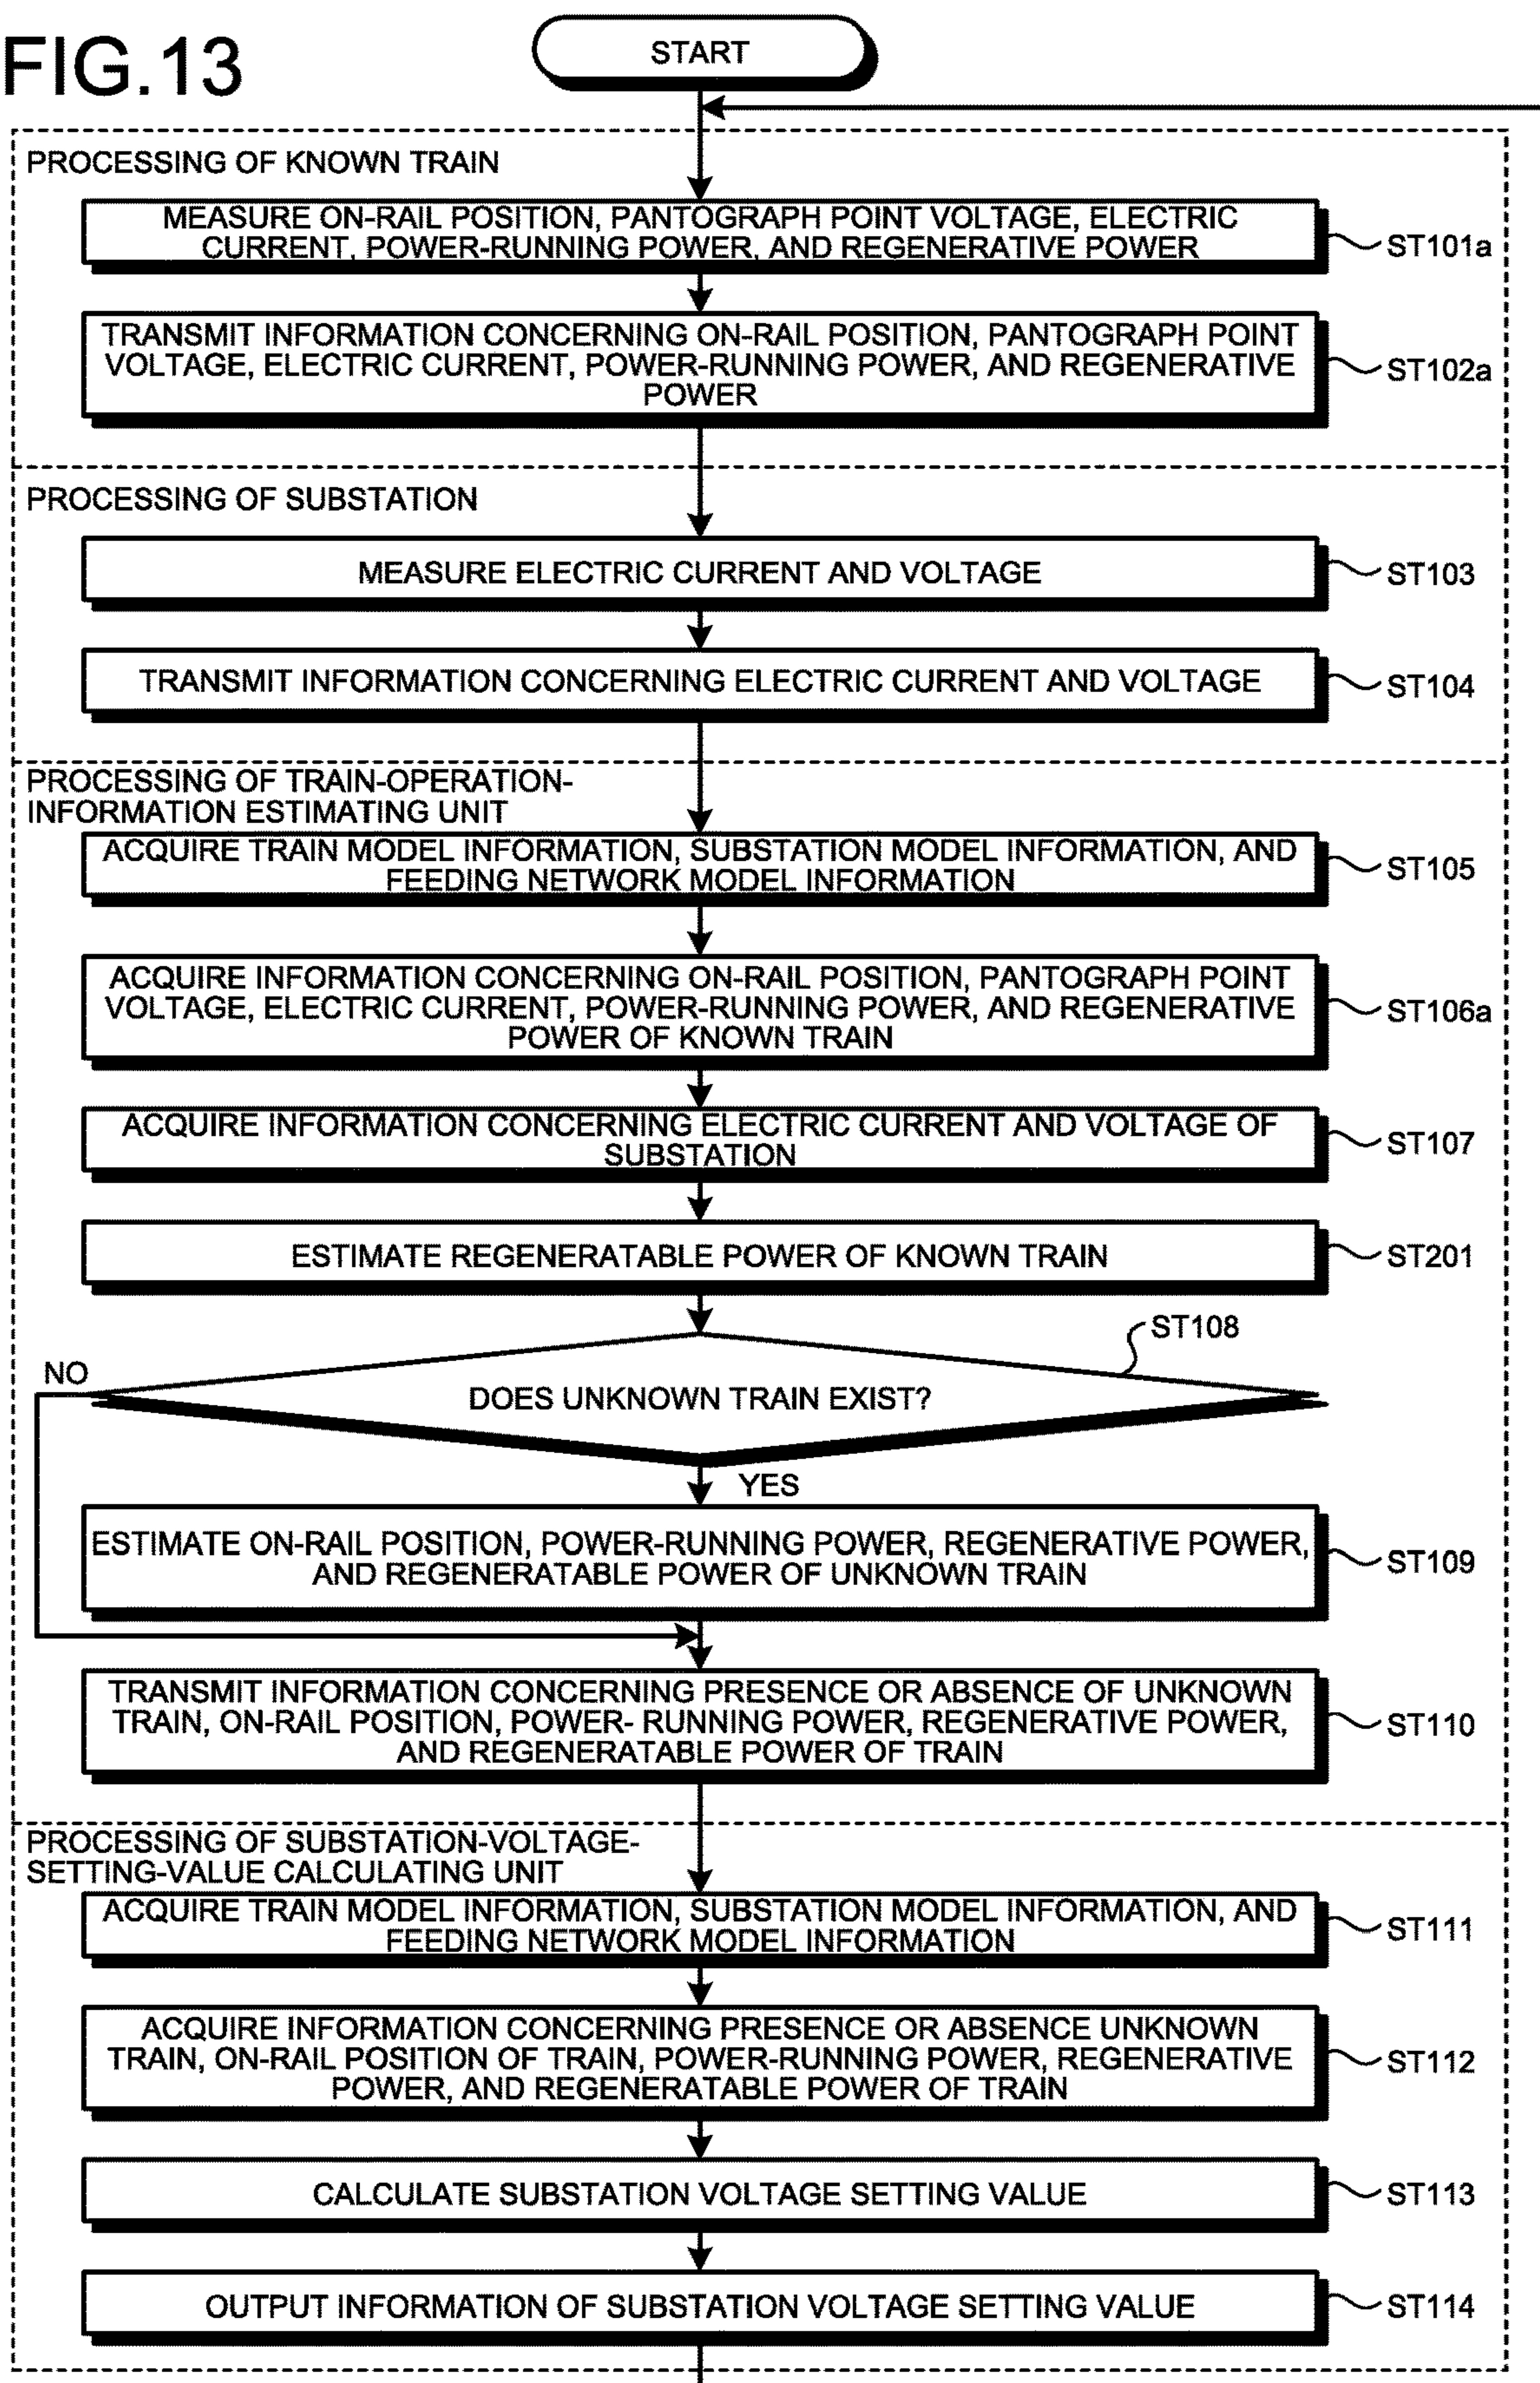 FIG.13
START
PROCESSING OF KNOWN TRAIN
MEASURE ON-RAIL POSITION, PANTOGRAPH POINT VOLTAGE, ELECTRIC
CURRENT, POWER-RUNNING POWER, AND REGENERATIVE POWER
ST101a
TRANSMIT INFORMATION CONCERNING ON-RAIL POSITION, PANTOGRAPH POINT
VOLTAGE, ELECTRIC CURRENT, POWER-RUNNING POWER, AND REGENERATIVE
POWER
ST102a
PROCESSING OF SUBSTATION
MEASURE ELECTRIC CURRENT AND VOLTAGE
ST103
TRANSMIT INFORMATION CONCERNING ELECTRIC CURRENT AND VOLTAGE
ST104
PROCESSING OF TRAIN-OPERATION-
INFORMATION ESTIMATING UNIT
ACQUIRE TRAIN MODEL INFORMATION, SUBSTATION MODEL INFORMATION, AND
FEEDING NETWORK MODEL INFORMATION
ST105
ACQUIRE INFORMATION CONCERNING ON-RAIL POSITION, PANTOGRAPH POINT
VOLTAGE, ELECTRIC CURRENT, POWER-RUNNING POWER, AND REGENERATIVE
POWER OF KNOWN TRAIN
ST106a
ACQUIRE INFORMATION CONCERNING ELECTRIC CURRENT AND VOLTAGE OF
SUBSTATION
ST107
ESTIMATE REGENERATABLE POWER OF KNOWN TRAIN
ST201
ST108
NO
DOES UNKNOWN TRAIN EXIST?
YES
ESTIMATE ON-RAIL POSITION, POWER-RUNNING POWER, REGENERATIVE POWER,
AND REGENERATABLE POWER OF UNKNOWN TRAIN
ST109
TRANSMIT INFORMATION CONCERNING PRESENCE OR ABSENCE OF UNKNOWN
TRAIN, ON-RAIL POSITION, POWER- RUNNING POWER, REGENERATIVE POWER,
AND REGENERATABLE POWER OF TRAIN
ST110
PROCESSING OF SUBSTATION-VOLTAGE-
SETTING-VALUE CALCULATING UNIT
ACQUIRE TRAIN MODEL INFORMATION, SUBSTATION MODEL INFORMATION, AND
FEEDING NETWORK MODEL INFORMATION
ST111
ACQUIRE INFORMATION CONCERNING PRESENCE OR ABSENCE UNKNOWN
TRAIN, ON-RAIL POSITION OF TRAIN, POWER-RUNNING POWER, REGENERATIVE
POWER, AND REGENERATABLE POWER OF TRAIN
ST112
CALCULATE SUBSTATION VOLTAGE SETTING VALUE
ST113
OUTPUT INFORMATION OF SUBSTATION VOLTAGE SETTING VALUE
ST114